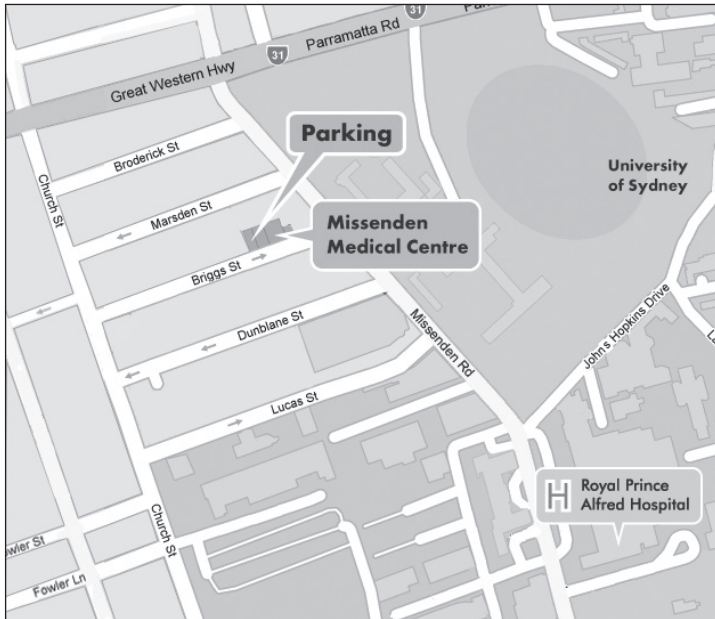 31
Par
Parramatta Rd
31
Great Western Hwy
Parking
Broderick St
University
of Sydney
Church St
Marsden St
Missenden
Medical Centre
Briggs St
Dunblane St
Missenden Rd
John's Hopkins Drive
Lucas St
H
Royal Prince
Alfred Hospital
Church St
Fowler Ln